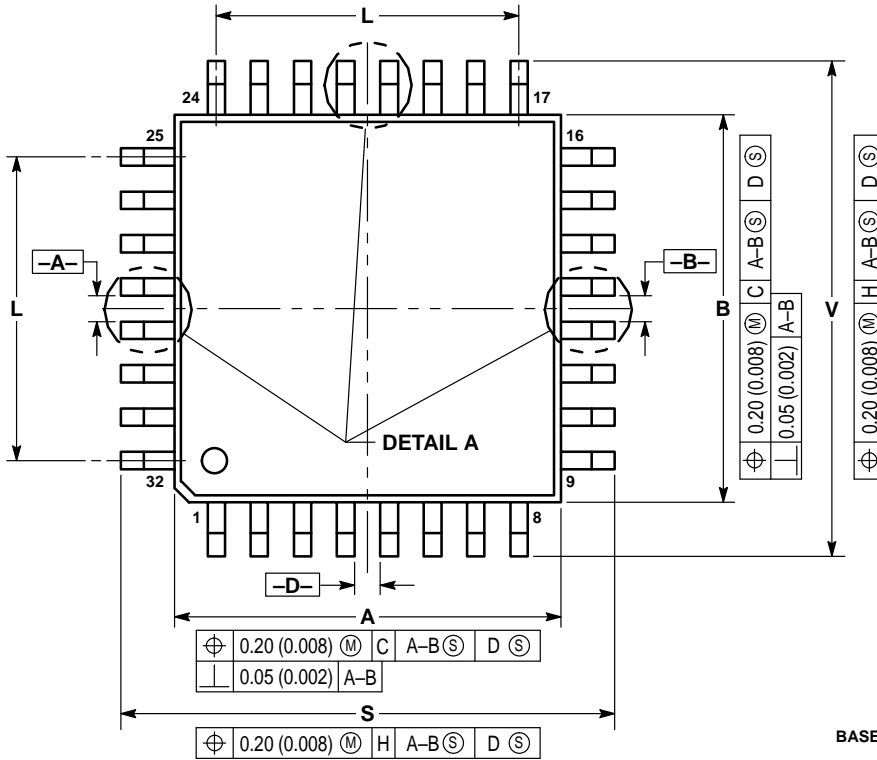 L
24
17
25
16
–A–
–B–
L
B
V
⌖ 0.20 (0.008) Ⓜ C A–B Ⓢ D Ⓢ
⊥ 0.05 (0.002) A–B
⌖ 0.20 (0.008) Ⓜ H A–B Ⓢ D Ⓢ
DETAIL A
32
9
1
8
–D–
A
⌖ 0.20 (0.008) Ⓜ C A–B Ⓢ D Ⓢ
⊥ 0.05 (0.002) A–B
S
⌖ 0.20 (0.008) Ⓜ H A–B Ⓢ D Ⓢ
BASE